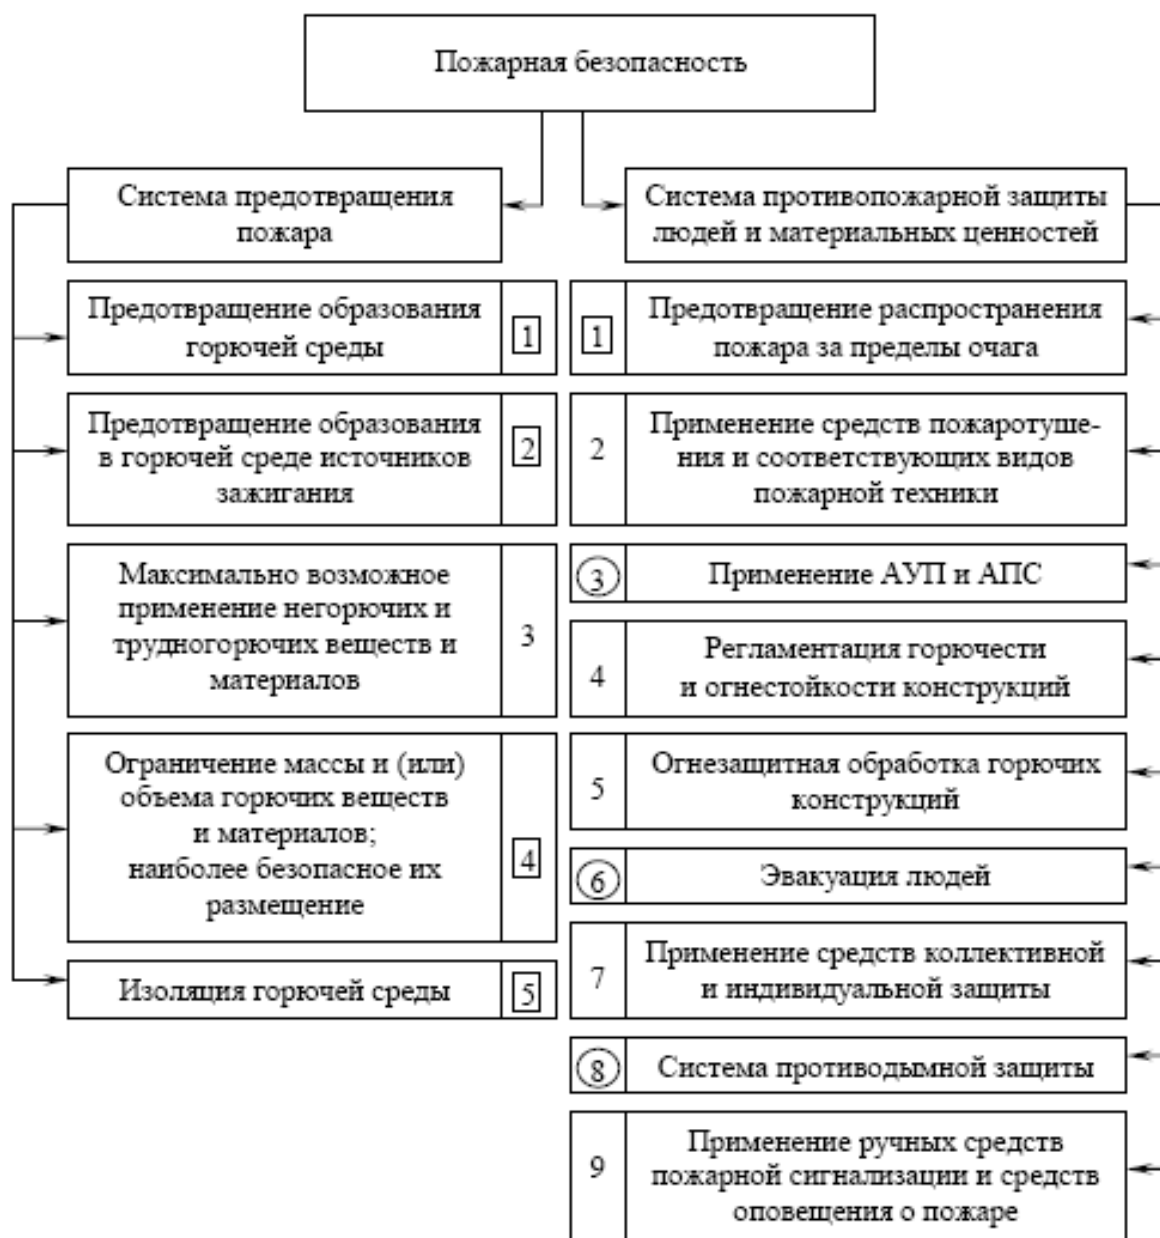 Пожарная безопасность
Система предотвращения
пожара
Предотвращение образования
горючей среды
1
Предотвращение образования
в горючей среде источников
зажигания
2
Максимально возможное
применение негорючих и
трудногорючих веществ и
материалов
3
Ограничение массы и (или)
объема горючих веществ
и материалов;
наиболее безопасное их
размещение
4
Изоляция горючей среды
5
Система противопожарной защиты
людей и материальных ценностей
1
Предотвращение распространения
пожара за пределы очага
2
Применение средств пожаротуше-
ния и соответствующих видов
пожарной техники
3
Применение АУП и АПС
4
Регламентация горючести
и огнестойкости конструкций
5
Огнезащитная обработка горючих
конструкций
6
Эвакуация людей
7
Применение средств коллективной
и индивидуальной защиты
8
Система противодымной защиты
9
Применение ручных средств
пожарной сигнализации и средств
оповещения о пожаре